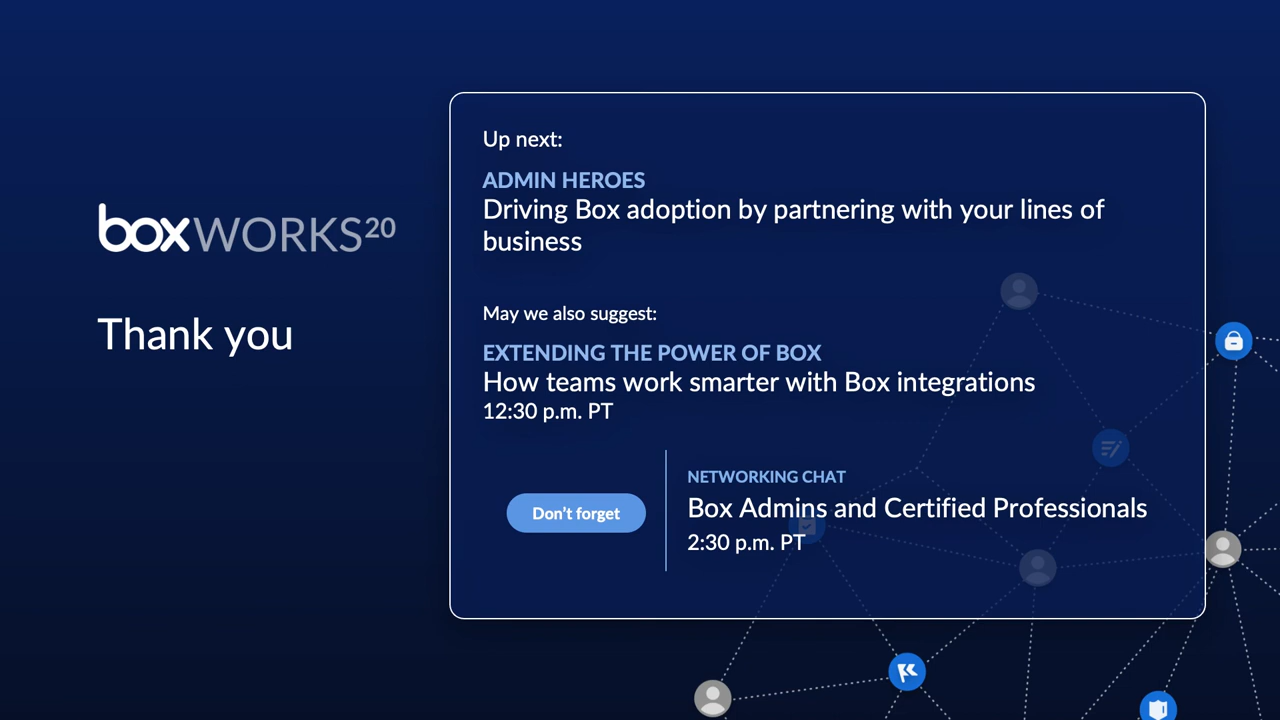 boxWORKS20
Thank you
Up next:
ADMIN HEROES
Driving Box adoption by partnering with your lines of
business
May we also suggest:
EXTENDING THE POWER OF BOX
How teams work smarter with Box integrations
12:30 p.m. PT
Don't forget
NETWORKING CHAT
Box Admins and Certified Professionals
2:30 p.m. PT